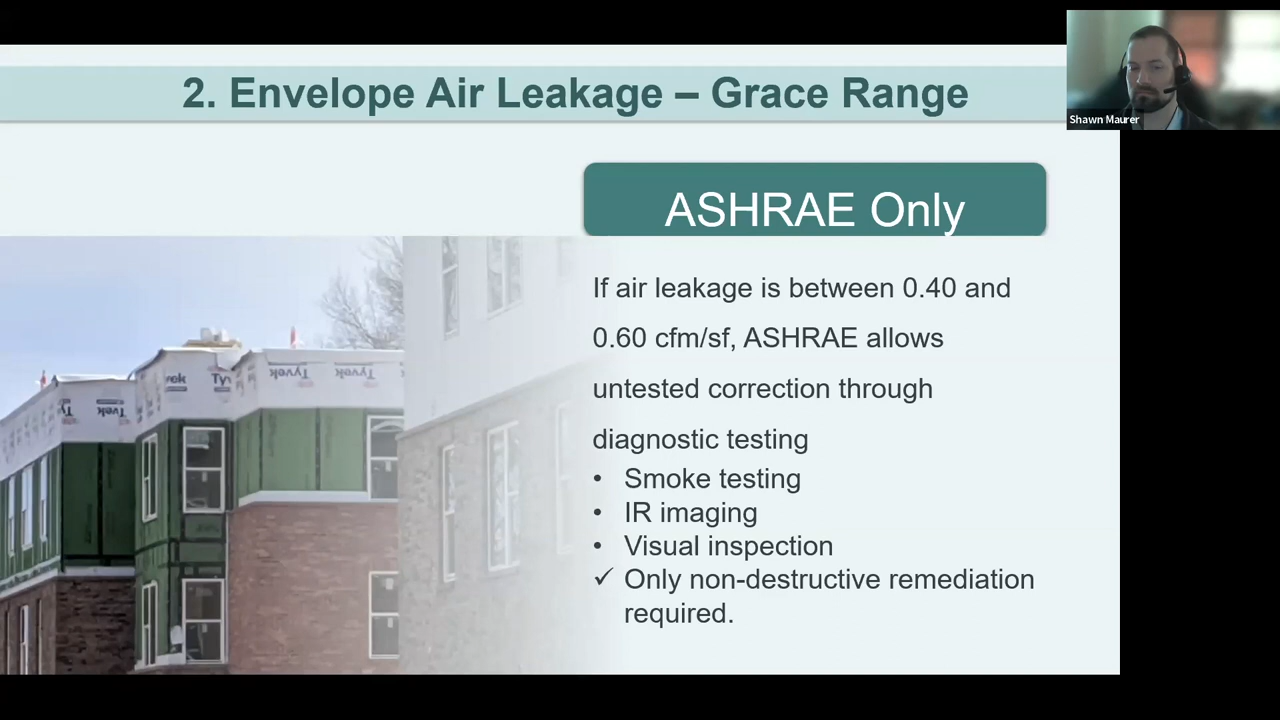 2. Envelope Air Leakage – Grace Range
Shawn Maurer
ASHRAE Only
If air leakage is between 0.40 and
0.60 cfm/sf, ASHRAE allows
untested correction through
diagnostic testing
• Smoke testing
• IR imaging
• Visual inspection
✓ Only non-destructive remediation
required.
vek
Ty
Tyvek
Tyvek
Tyvek
Tyvek